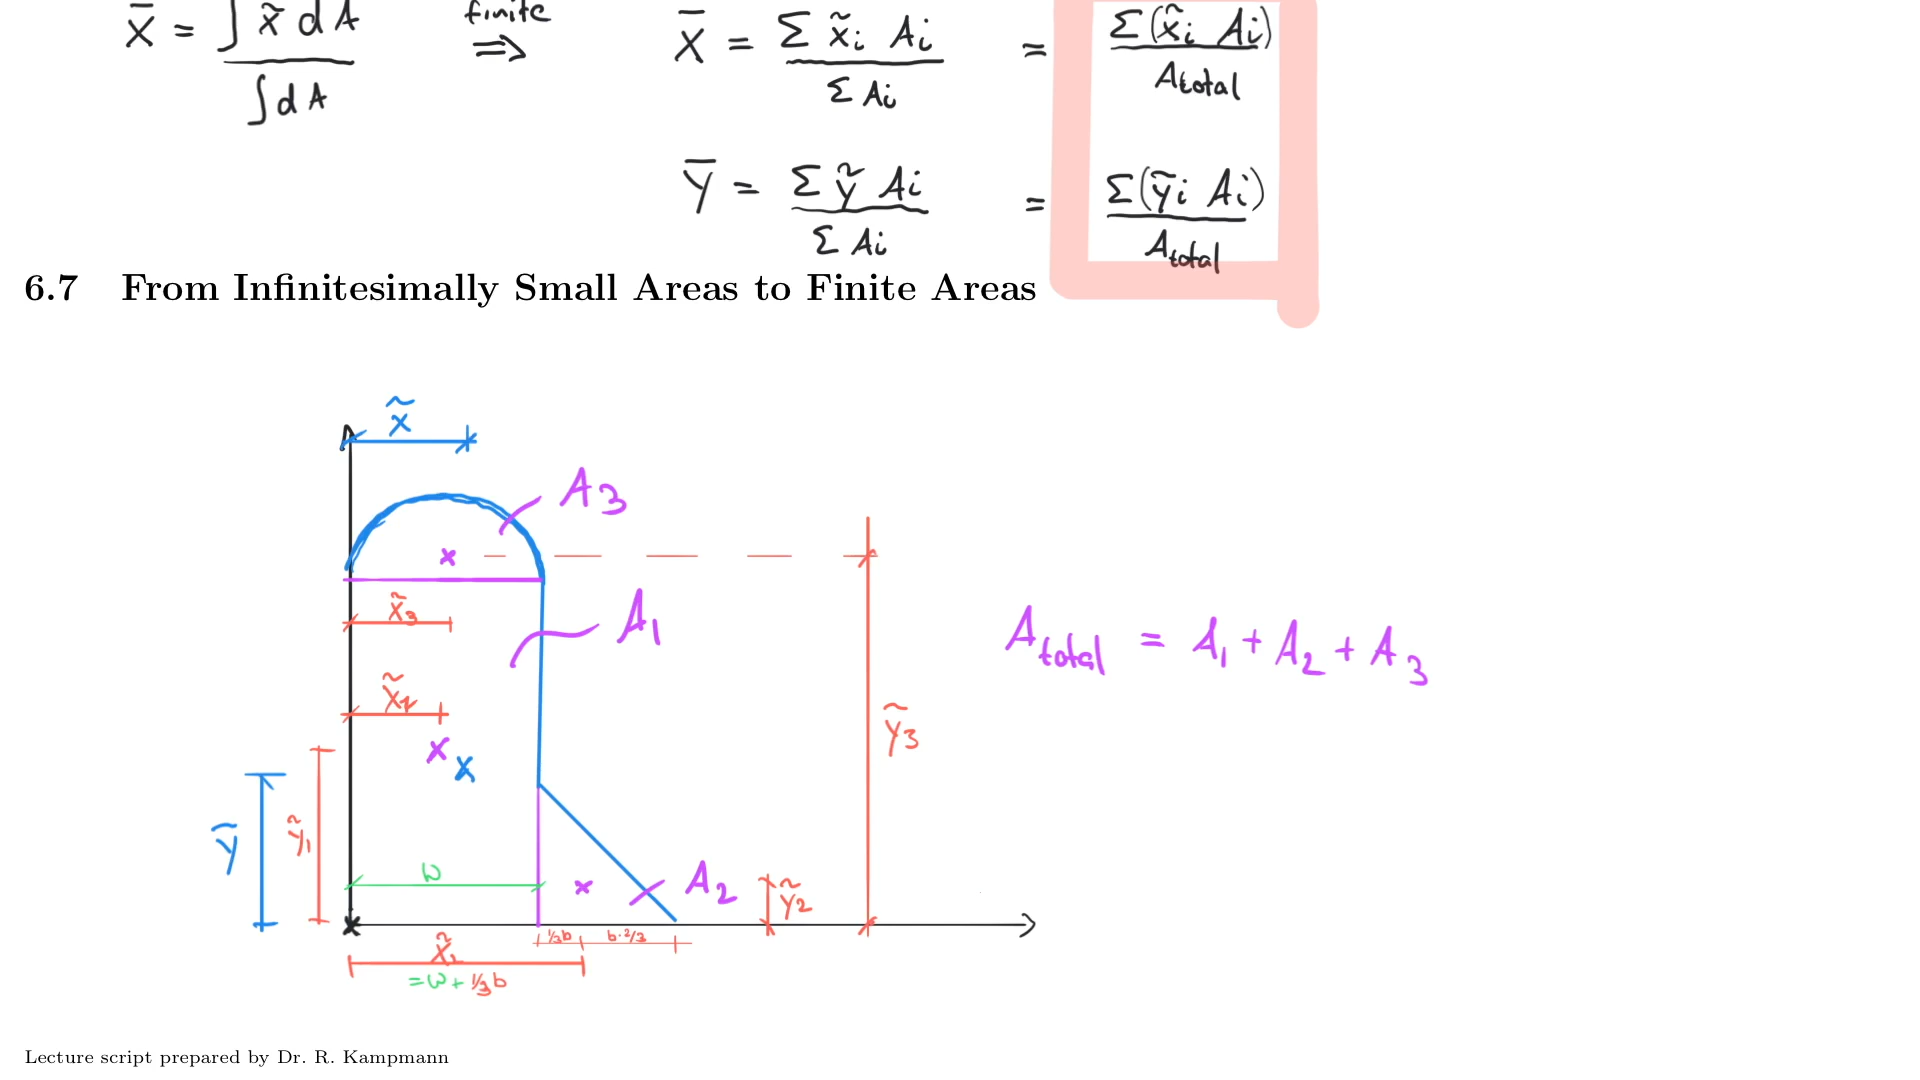 x̄ = ∫ x̃ dA / ∫ dA finite ⇒ x̄ = Σ x̃i Ai / Σ Ai = Σ(x̃i Ai) / Atotal
ȳ = Σ ỹ Ai / Σ Ai = Σ(ỹi Ai) / Atotal
6.7 From Infinitesimally Small Areas to Finite Areas
x̃
A3
x̃3
A1
Atotal = A1 + A2 + A3
ỹ3
x
x
ȳ
ỹ1
ω
A2
ỹ2
⅓b b·2/3
= ω + ⅓b
Lecture script prepared by Dr. R. Kampmann